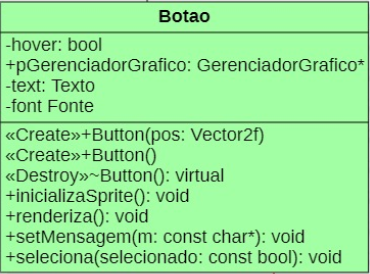 Botao
-hover: bool
+pGerenciadorGrafico: GerenciadorGrafico*
-text: Texto
-font Fonte
«Create»+Button(pos: Vector2f)
«Create»+Button()
«Destroy»~Button(): virtual
+inicializaSprite(): void
+renderiza(): void
+setMensagem(m: const char*): void
+seleciona(selecionado: const bool): void